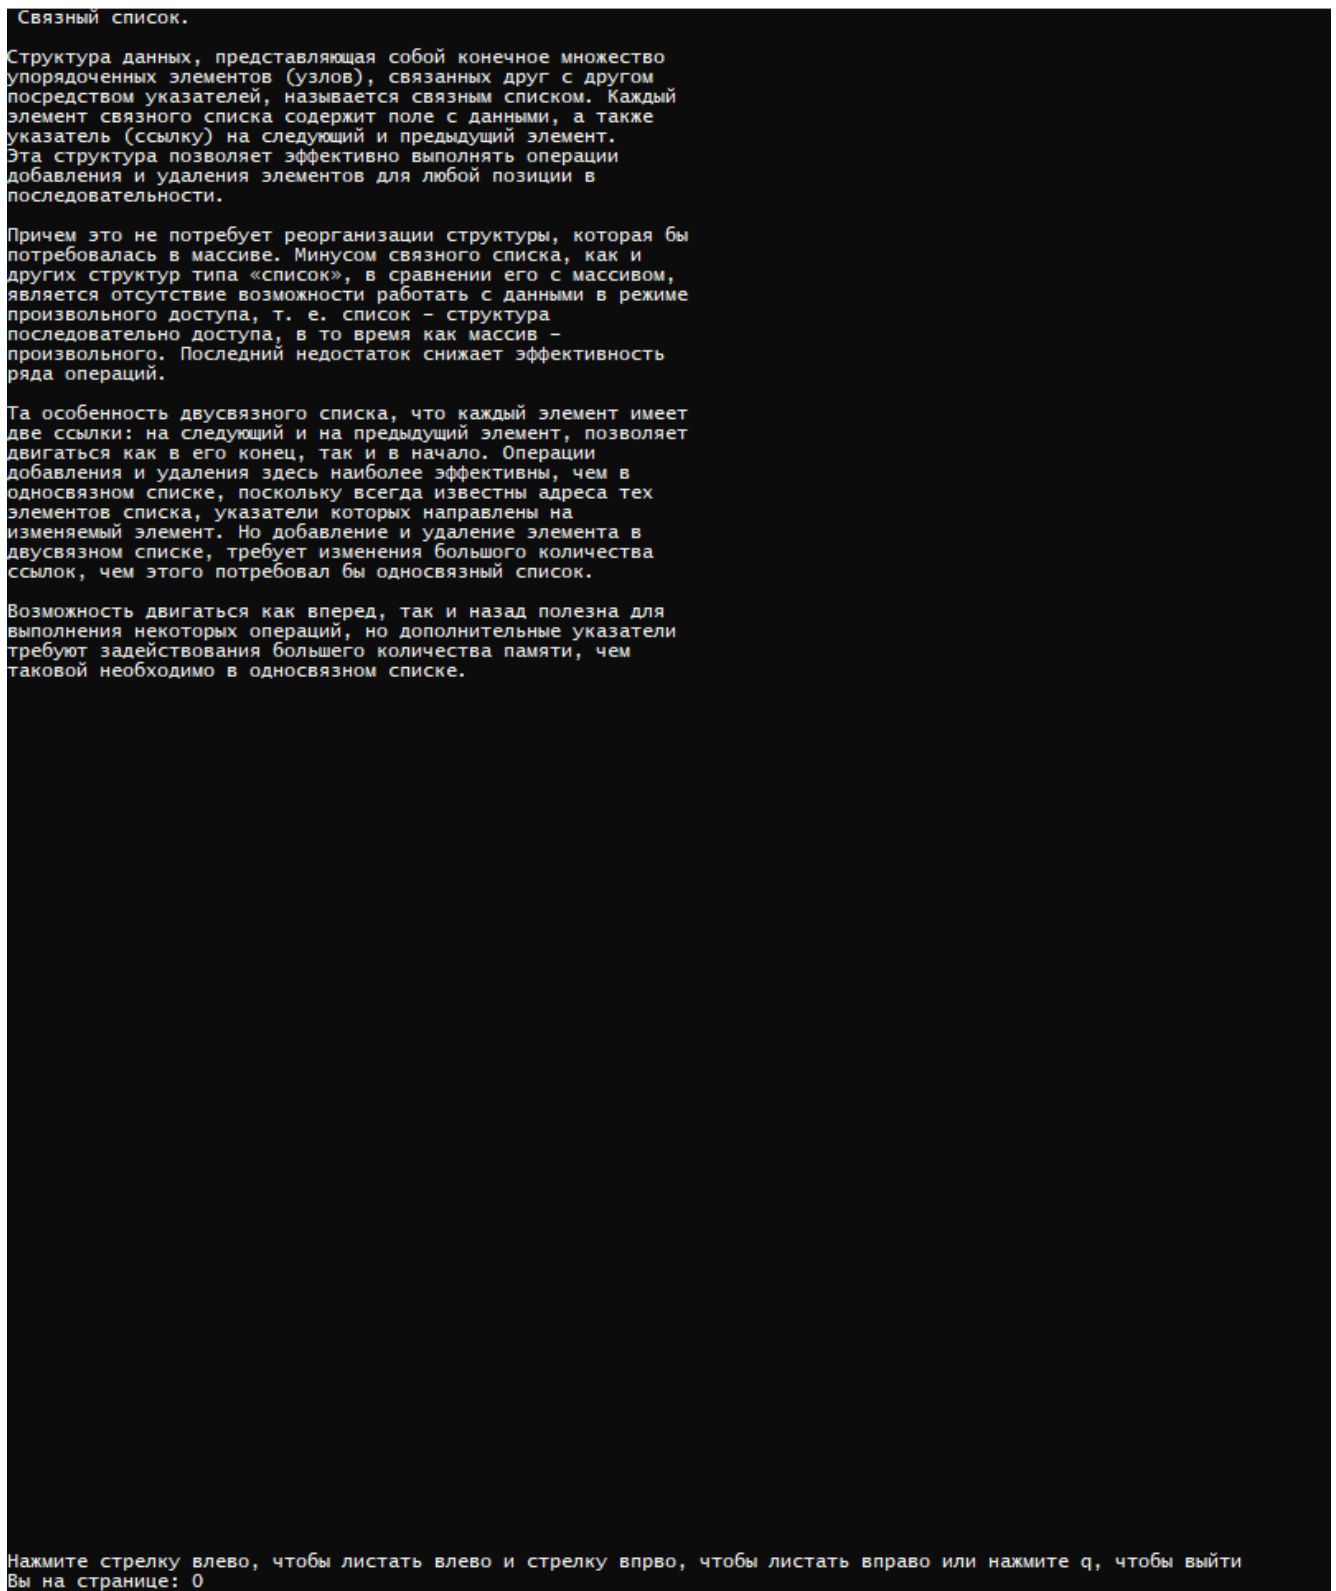 Связный список.
Структура данных, представляющая собой конечное множество
упорядоченных элементов (узлов), связанных друг с другом
посредством указателей, называется связным списком. Каждый
элемент связного списка содержит поле с данными, а также
указатель (ссылку) на следующий и предыдущий элемент.
Эта структура позволяет эффективно выполнять операции
добавления и удаления элементов для любой позиции в
последовательности.
Причем это не потребует реорганизации структуры, которая бы
потребовалась в массиве. Минусом связного списка, как и
других структур типа «список», в сравнении его с массивом,
является отсутствие возможности работать с данными в режиме
произвольного доступа, т. е. список – структура
последовательно доступа, в то время как массив –
произвольного. Последний недостаток снижает эффективность
ряда операций.
Та особенность двусвязного списка, что каждый элемент имеет
две ссылки: на следующий и на предыдущий элемент, позволяет
двигаться как в его конец, так и в начало. Операции
добавления и удаления здесь наиболее эффективны, чем в
односвязном списке, поскольку всегда известны адреса тех
элементов списка, указатели которых направлены на
изменяемый элемент. Но добавление и удаление элемента в
двусвязном списке, требует изменения большого количества
ссылок, чем этого потребовал бы односвязный список.
Возможность двигаться как вперед, так и назад полезна для
выполнения некоторых операций, но дополнительные указатели
требуют задействования большего количества памяти, чем
таковой необходимо в односвязном списке.
Нажмите стрелку влево, чтобы листать влево и стрелку впрво, чтобы листать вправо или нажмите q, чтобы выйти
Вы на странице: 0